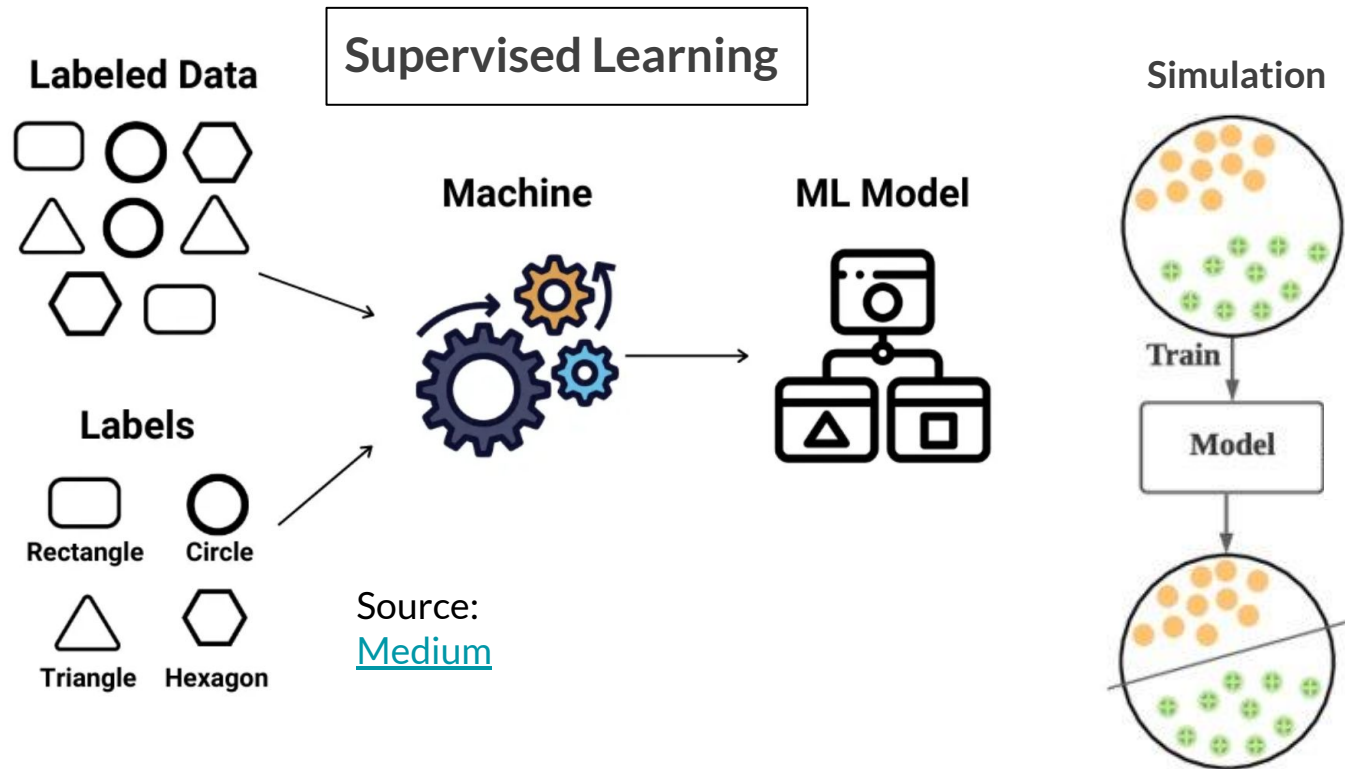 Supervised Learning
Labeled Data
Machine
ML Model
Labels
Rectangle
Circle
Triangle
Hexagon
Source:
Medium
Simulation
Train
Model